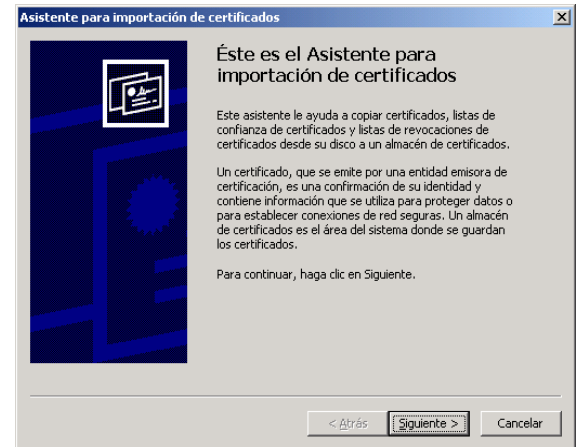 Asistente para importación de certificados
Éste es el Asistente para
importación de certificados
Este asistente le ayuda a copiar certificados, listas de
confianza de certificados y listas de revocaciones de
certificados desde su disco a un almacén de certificados.
Un certificado, que se emite por una entidad emisora de
certificación, es una confirmación de su identidad y
contiene información que se utiliza para proteger datos o
para establecer conexiones de red seguras. Un almacén
de certificados es el área del sistema donde se guardan
los certificados.
Para continuar, haga clic en Siguiente.
< Atrás
Siguiente >
Cancelar